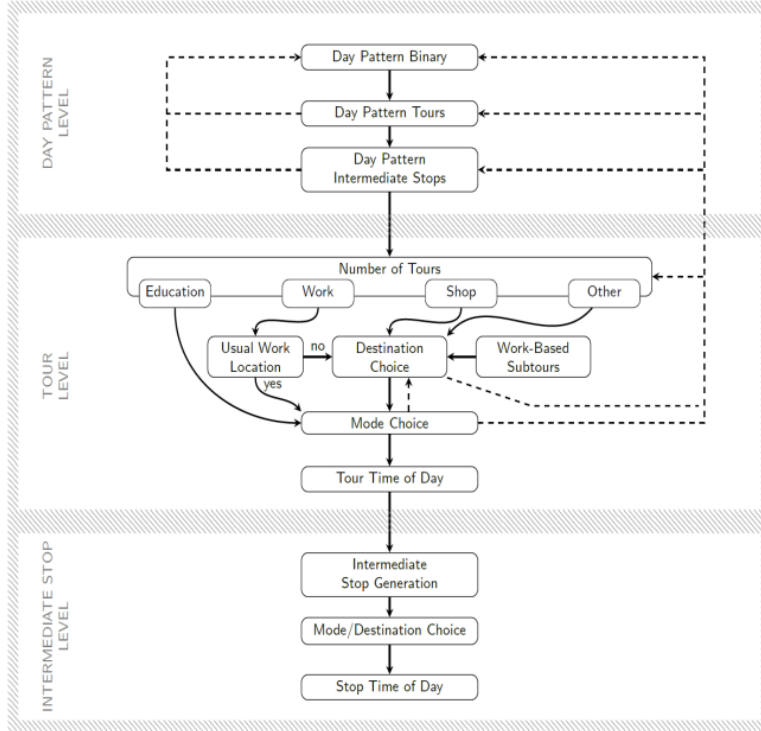 DAY PATTERN
LEVEL
Day Pattern Binary
Day Pattern Tours
Day Pattern
Intermediate Stops
TOUR
LEVEL
Number of Tours
Education
Work
Shop
Other
Usual Work
Location
no
Destination
Choice
Work-Based
Subtours
yes
Mode Choice
Tour Time of Day
INTERMEDIATE STOP
LEVEL
Intermediate
Stop Generation
Mode/Destination Choice
Stop Time of Day